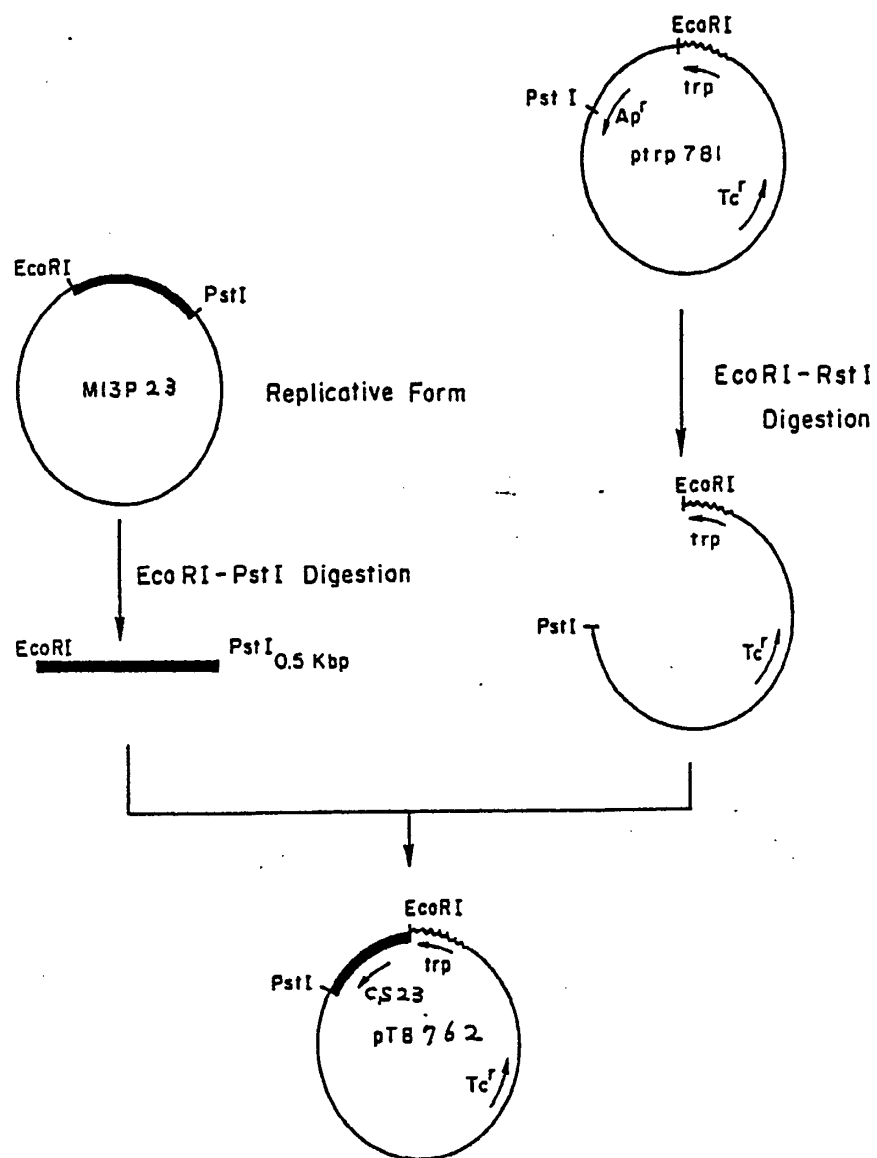 EcoRI
trp
Pst I
Apʳ
ptrp 781
Tcʳ
EcoRI
PstI
M13P 23
Replicative Form
EcoRI-RstI
Digestion
EcoRI
trp
PstI
Tcʳ
EcoRI-PstI Digestion
EcoRI
PstI
0.5 Kbp
EcoRI
trp
PstI
CS23
pTB 762
Tcʳ